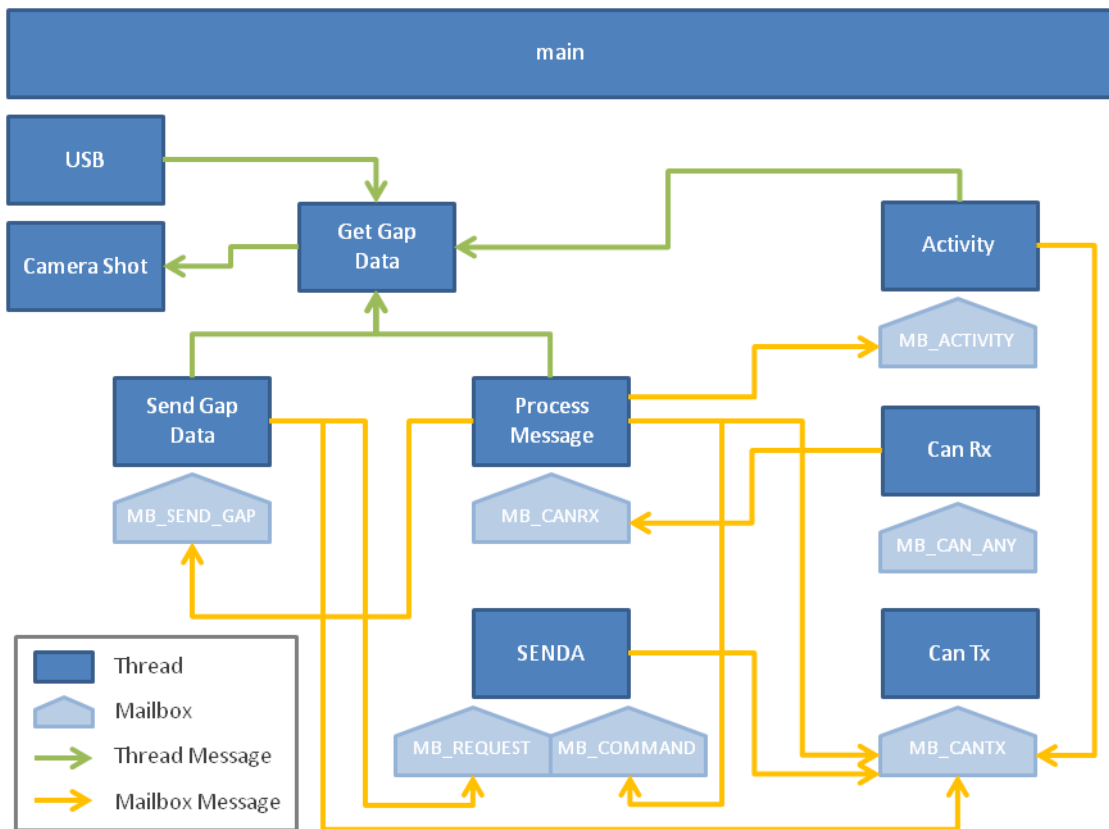 main
USB
Camera Shot
Get Gap
Data
Activity
MB_ACTIVITY
Send Gap
Data
MB_SEND_GAP
Process
Message
MB_CANRX
Can Rx
MB_CAN_ANY
SENDA
MB_REQUEST
MB_COMMAND
Can Tx
MB_CANTX
Thread
Mailbox
Thread Message
Mailbox Message